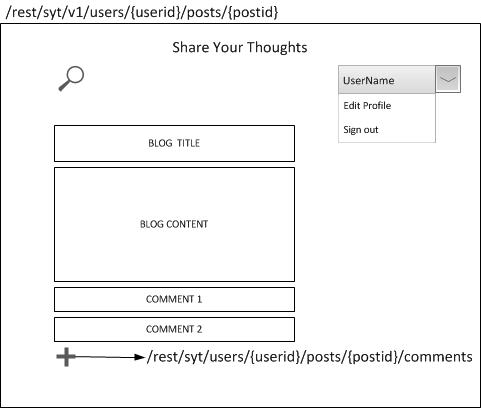 /rest/syt/v1/users/{userid}/posts/{postid}
Share Your Thoughts
UserName
Edit Profile
Sign out
BLOG TITLE
BLOG CONTENT
COMMENT 1
COMMENT 2
/rest/syt/users/{userid}/posts/{postid}/comments